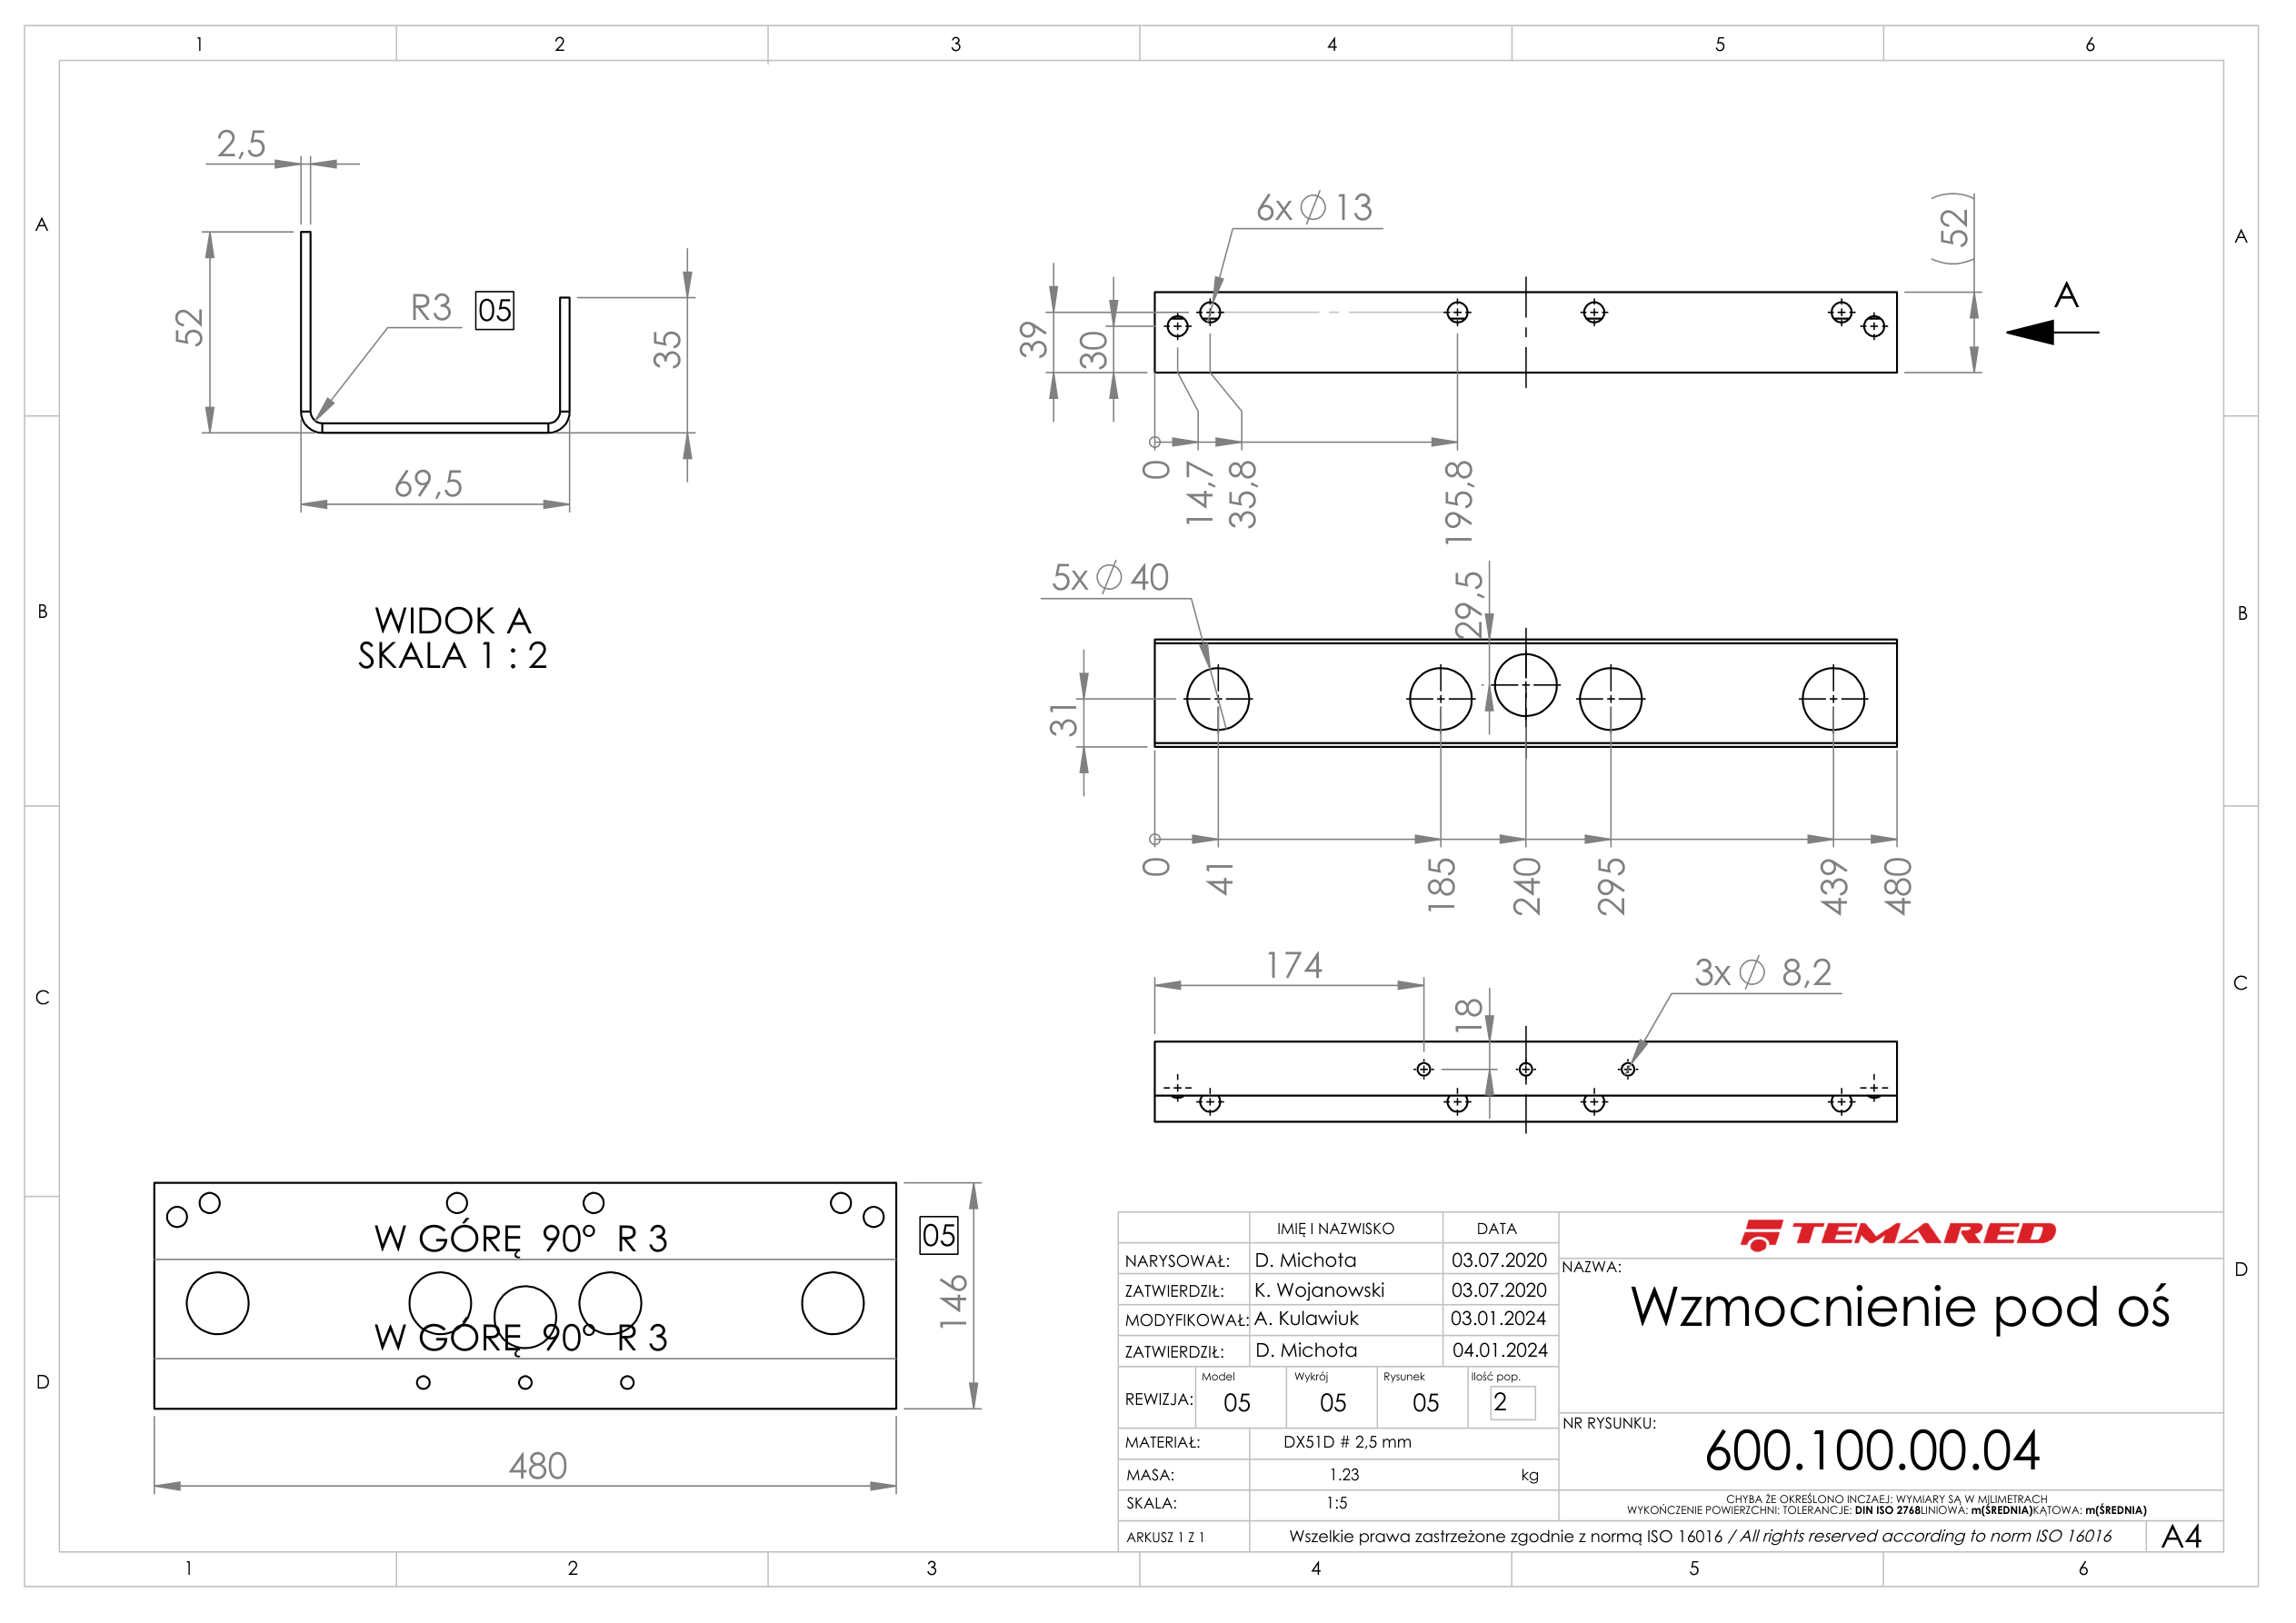 1 2 3 4 5 6
A
A
B
B
C
C
D
D
2,5
52
R3 05
35
69,5
WIDOK A
SKALA 1 : 2
6x∅13
(52)
A
39
30
0
14,7
35,8
195,8
5x∅40
29,5
31
0
41
185
240
295
439
480
174
18
3x∅ 8,2
W GÓRĘ 90° R 3
W GÓRĘ 90° R 3
05
146
480
IMIĘ I NAZWISKO DATA
NARYSOWAŁ: D. Michota 03.07.2020
ZATWIERDZIŁ: K. Wojanowski 03.07.2020
MODYFIKOWAŁ: A. Kulawiuk 03.01.2024
ZATWIERDZIŁ: D. Michota 04.01.2024
REWIZJA: Model 05 Wykrój 05 Rysunek 05 Ilość pop. 2
MATERIAŁ: DX51D # 2,5 mm
MASA: 1.23 kg
SKALA: 1:5
ARKUSZ 1 Z 1
TEMARED
NAZWA:
Wzmocnienie pod oś
NR RYSUNKU:
600.100.00.04
CHYBA ŻE OKREŚLONO INCZAEJ: WYMIARY SĄ W MILIMETRACH
WYKOŃCZENIE POWIERZCHNI: TOLERANCJE: DIN ISO 2768LINIOWA: m(ŚREDNIA)KĄTOWA: m(ŚREDNIA)
Wszelkie prawa zastrzeżone zgodnie z normą ISO 16016 / All rights reserved according to norm ISO 16016
A4
1 2 3 4 5 6